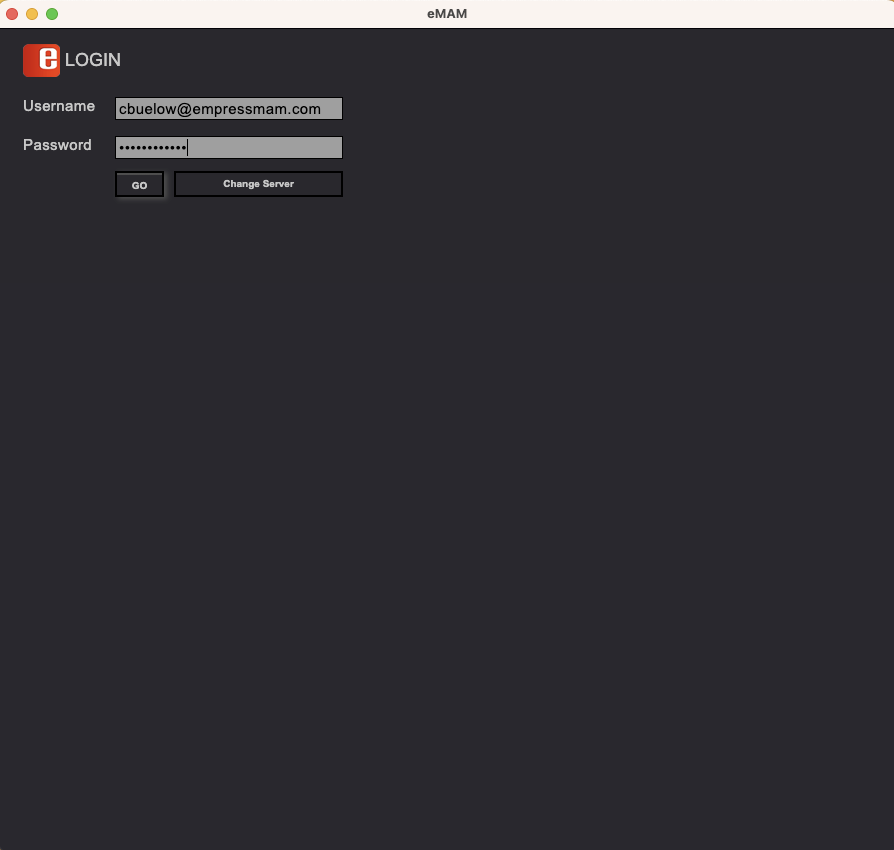 eMAM
e LOGIN
Username cbuelow@empressmam.com
Password ••••••••••••
GO Change Server